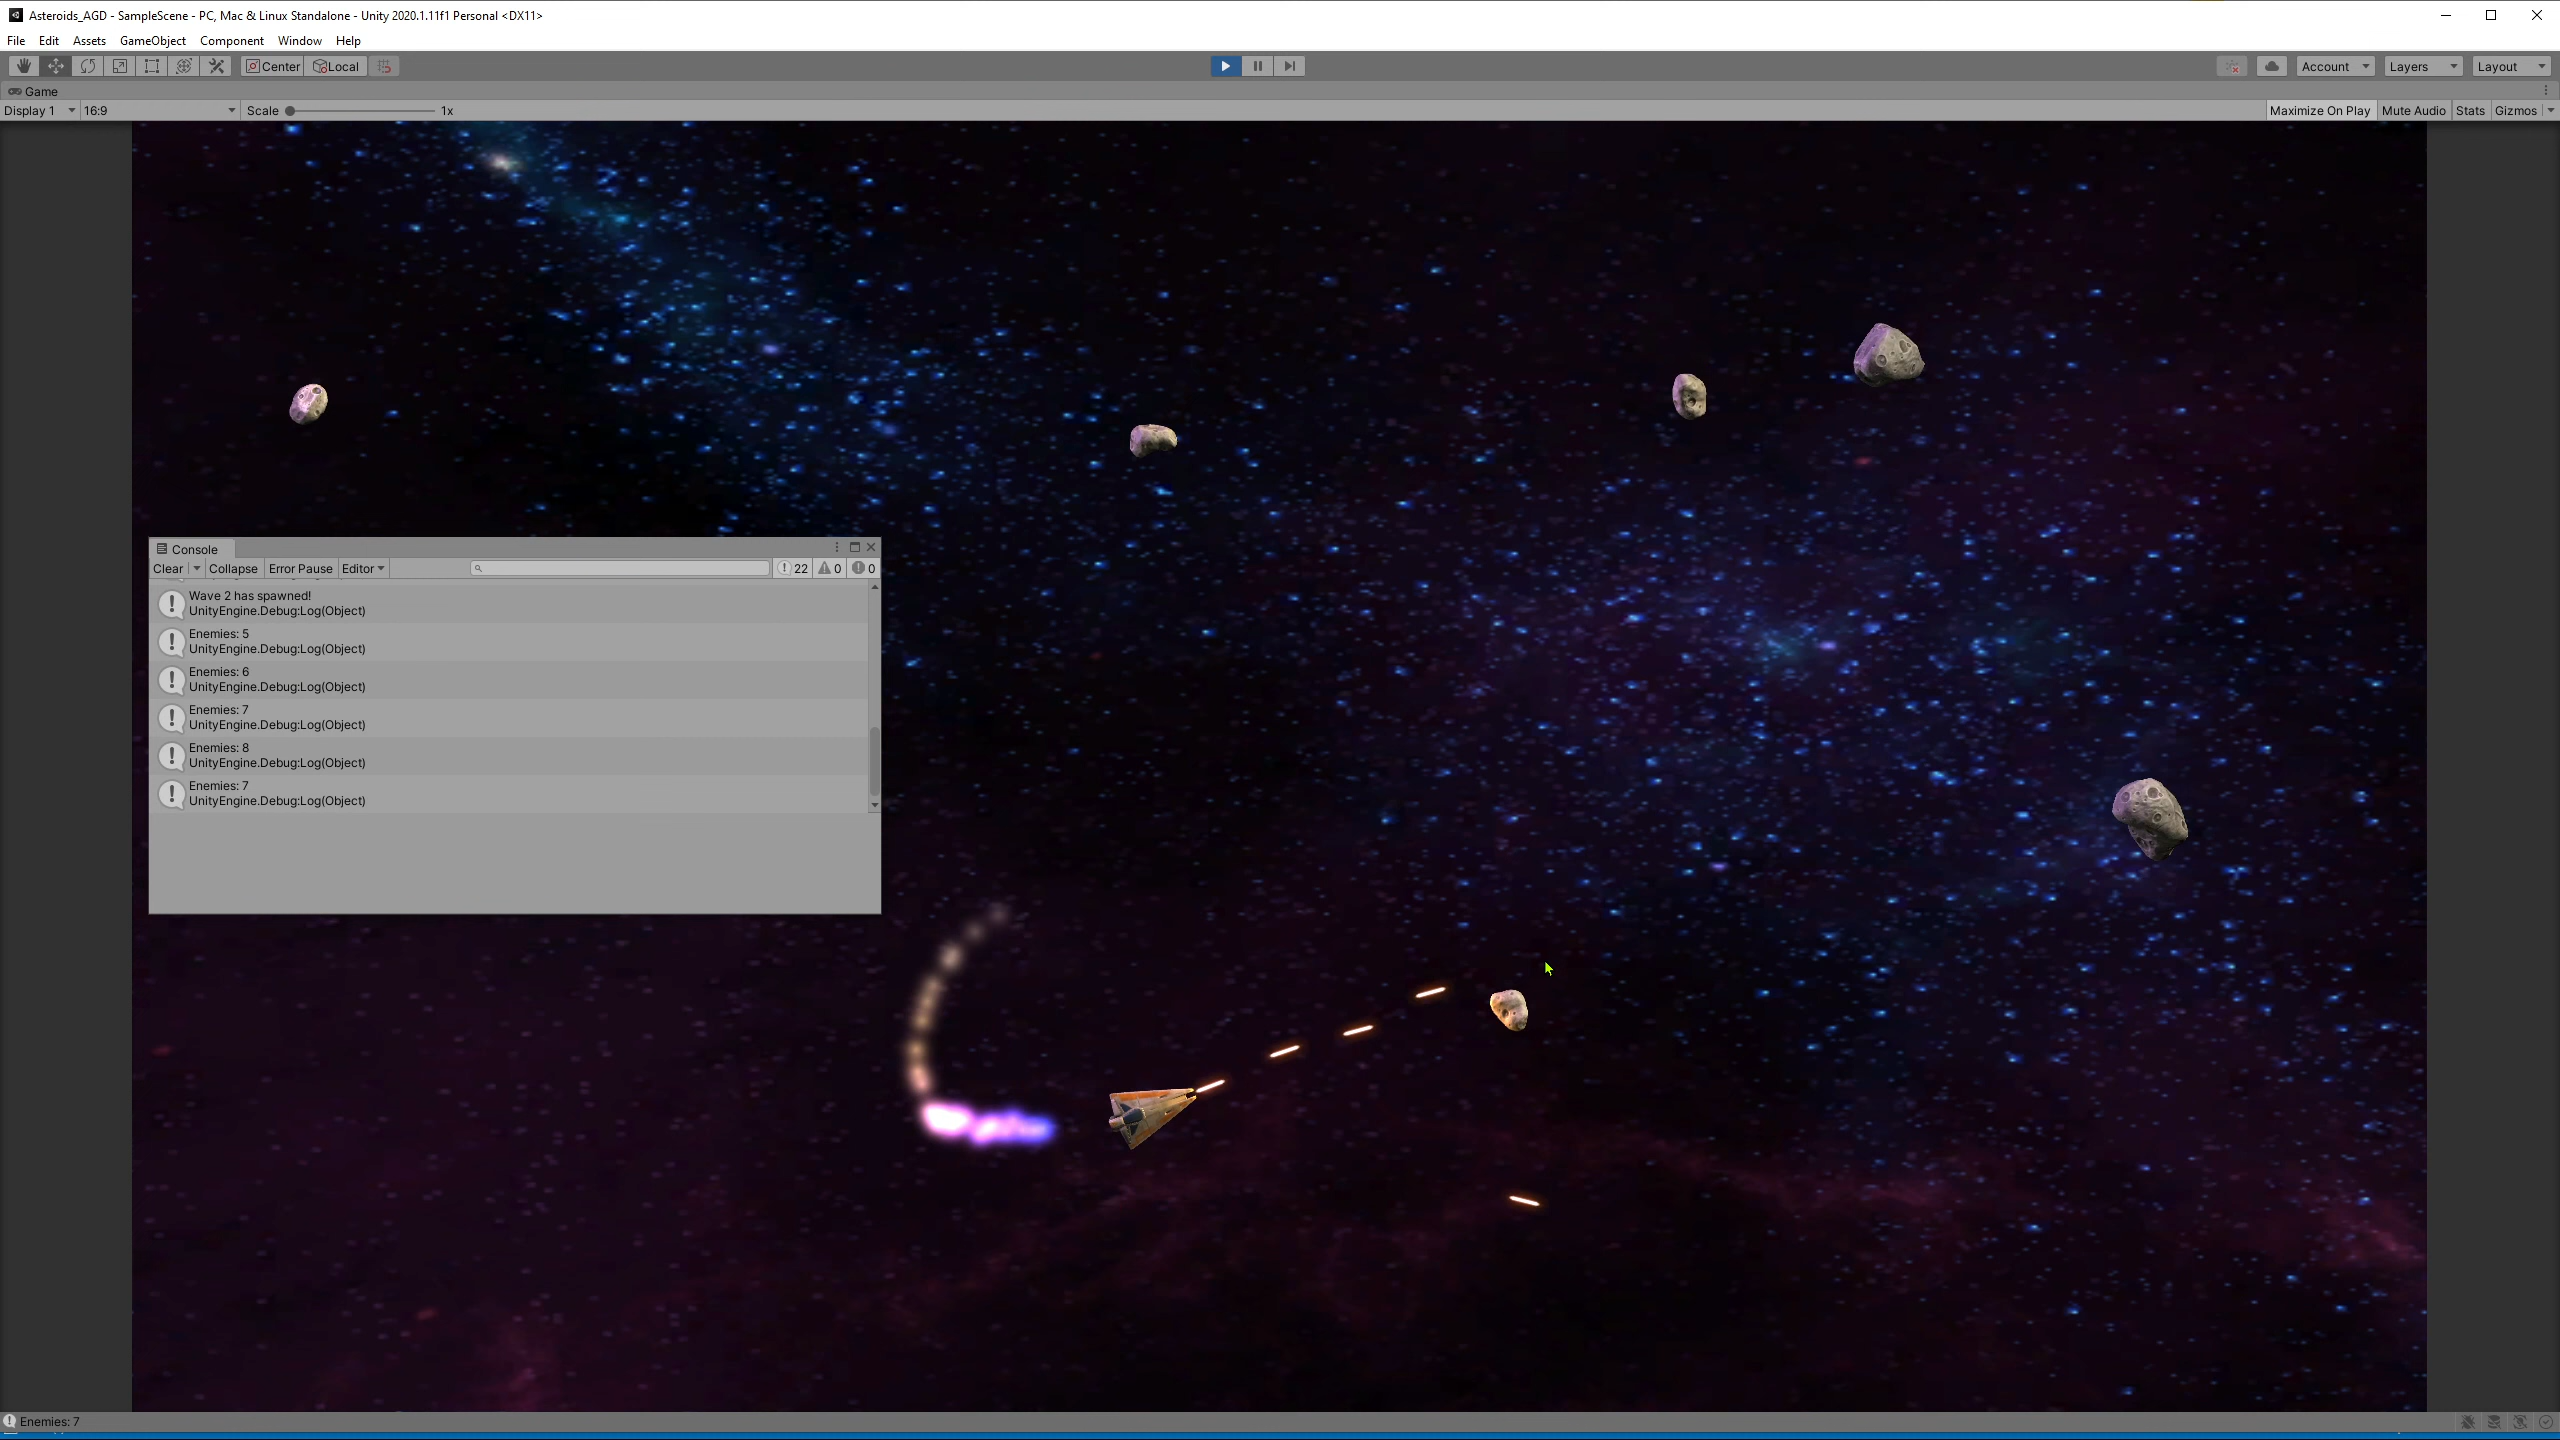 Asteroids_AGD - SampleScene - PC, Mac & Linux Standalone - Unity 2020.1.11f1 Personal <DX11>
File Edit Assets GameObject Component Window Help
Center Local Account Layers Layout
Game
Display 1 16:9 Scale 1x Maximize On Play Mute Audio Stats Gizmos
Console
Clear Collapse Error Pause Editor 22 0 0
Wave 2 has spawned!
UnityEngine.Debug:Log(Object)
Enemies: 5
UnityEngine.Debug:Log(Object)
Enemies: 6
UnityEngine.Debug:Log(Object)
Enemies: 7
UnityEngine.Debug:Log(Object)
Enemies: 8
UnityEngine.Debug:Log(Object)
Enemies: 7
UnityEngine.Debug:Log(Object)
Enemies: 7